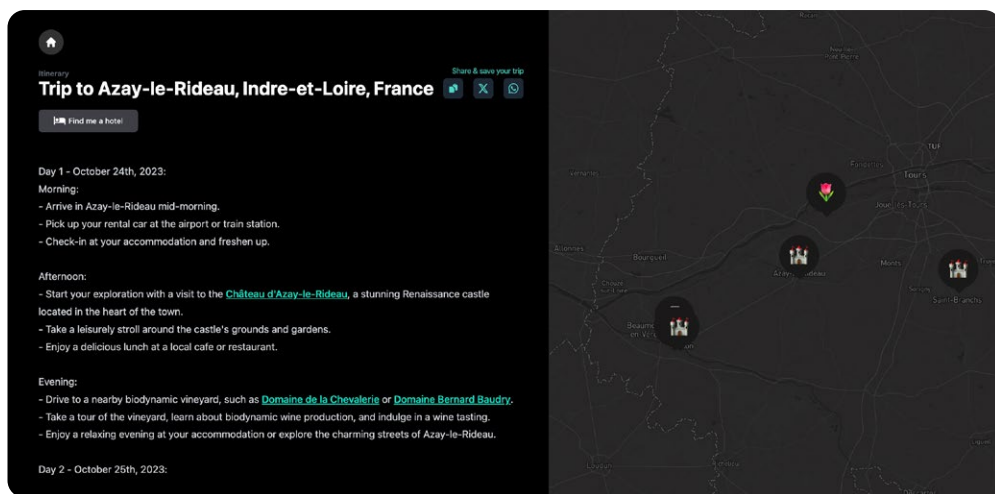 Itinerary
Share & save your trip
Trip to Azay-le-Rideau, Indre-et-Loire, France
Find me a hotel
Day 1 - October 24th, 2023:
Morning:
- Arrive in Azay-le-Rideau mid-morning.
- Pick up your rental car at the airport or train station.
- Check-in at your accommodation and freshen up.
Afternoon:
- Start your exploration with a visit to the Château d'Azay-le-Rideau, a stunning Renaissance castle
located in the heart of the town.
- Take a leisurely stroll around the castle's grounds and gardens.
- Enjoy a delicious lunch at a local cafe or restaurant.
Evening:
- Drive to a nearby biodynamic vineyard, such as Domaine de la Chevalerie or Domaine Bernard Baudry.
- Take a tour of the vineyard, learn about biodynamic wine production, and indulge in a wine tasting.
- Enjoy a relaxing evening at your accommodation or explore the charming streets of Azay-le-Rideau.
Day 2 - October 25th, 2023:
TUF
Fondettes
Tours
Joué-lès-Tours
Allonnes
Bourgueil
Monts
Saint-Branchs
Loudun